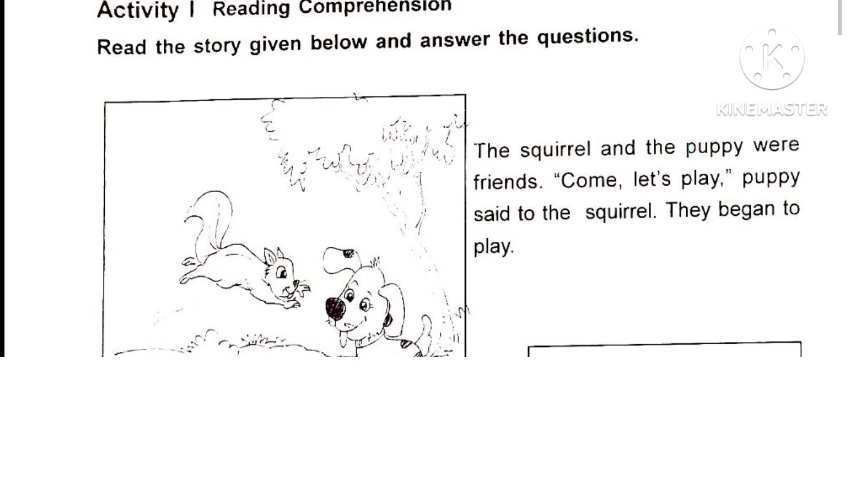 Activity I Reading Comprehension
Read the story given below and answer the questions.
KINEMASTER
The squirrel and the puppy were
friends. “Come, let’s play,” puppy
said to the squirrel. They began to
play.